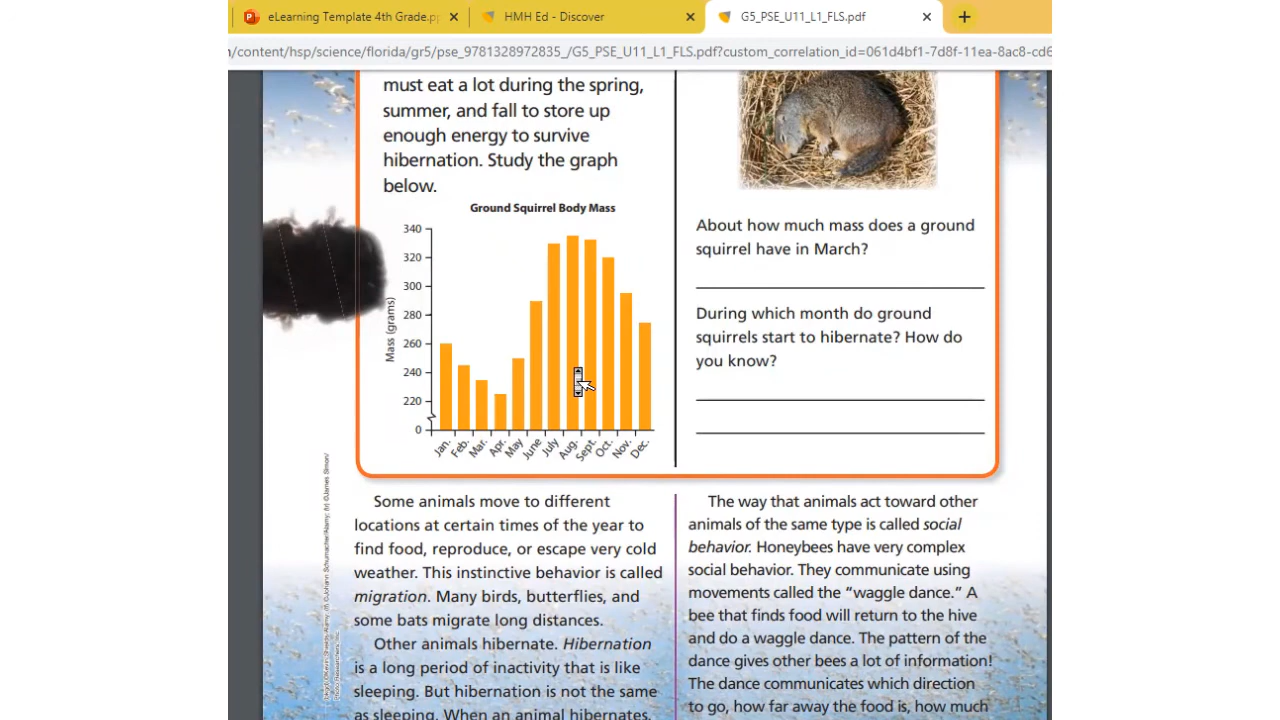 eLearning Template 4th Grade.pp
HMH Ed - Discover
G5_PSE_U11_L1_FLS.pdf
/content/hsp/science/florida/gr5/pse_9781328972835_/G5_PSE_U11_L1_FLS.pdf?custom_correlation_id=061d4bf1-7d8f-11ea-8ac8-cd6
must eat a lot during the spring,
summer, and fall to store up
enough energy to survive
hibernation. Study the graph
below.
Ground Squirrel Body Mass
Mass (grams)
340
320
300
280
260
240
220
0
Jan.
Feb.
Mar.
Apr.
May
June
July
Aug.
Sept.
Oct.
Nov.
Dec.
About how much mass does a ground
squirrel have in March?
During which month do ground
squirrels start to hibernate? How do
you know?
Some animals move to different
locations at certain times of the year to
find food, reproduce, or escape very cold
weather. This instinctive behavior is called
migration. Many birds, butterflies, and
some bats migrate long distances.
Other animals hibernate. Hibernation
is a long period of inactivity that is like
sleeping. But hibernation is not the same
as sleeping. When an animal hibernates,
The way that animals act toward other
animals of the same type is called social
behavior. Honeybees have very complex
social behavior. They communicate using
movements called the “waggle dance.” A
bee that finds food will return to the hive
and do a waggle dance. The pattern of the
dance gives other bees a lot of information!
The dance communicates which direction
to go, how far away the food is, how much